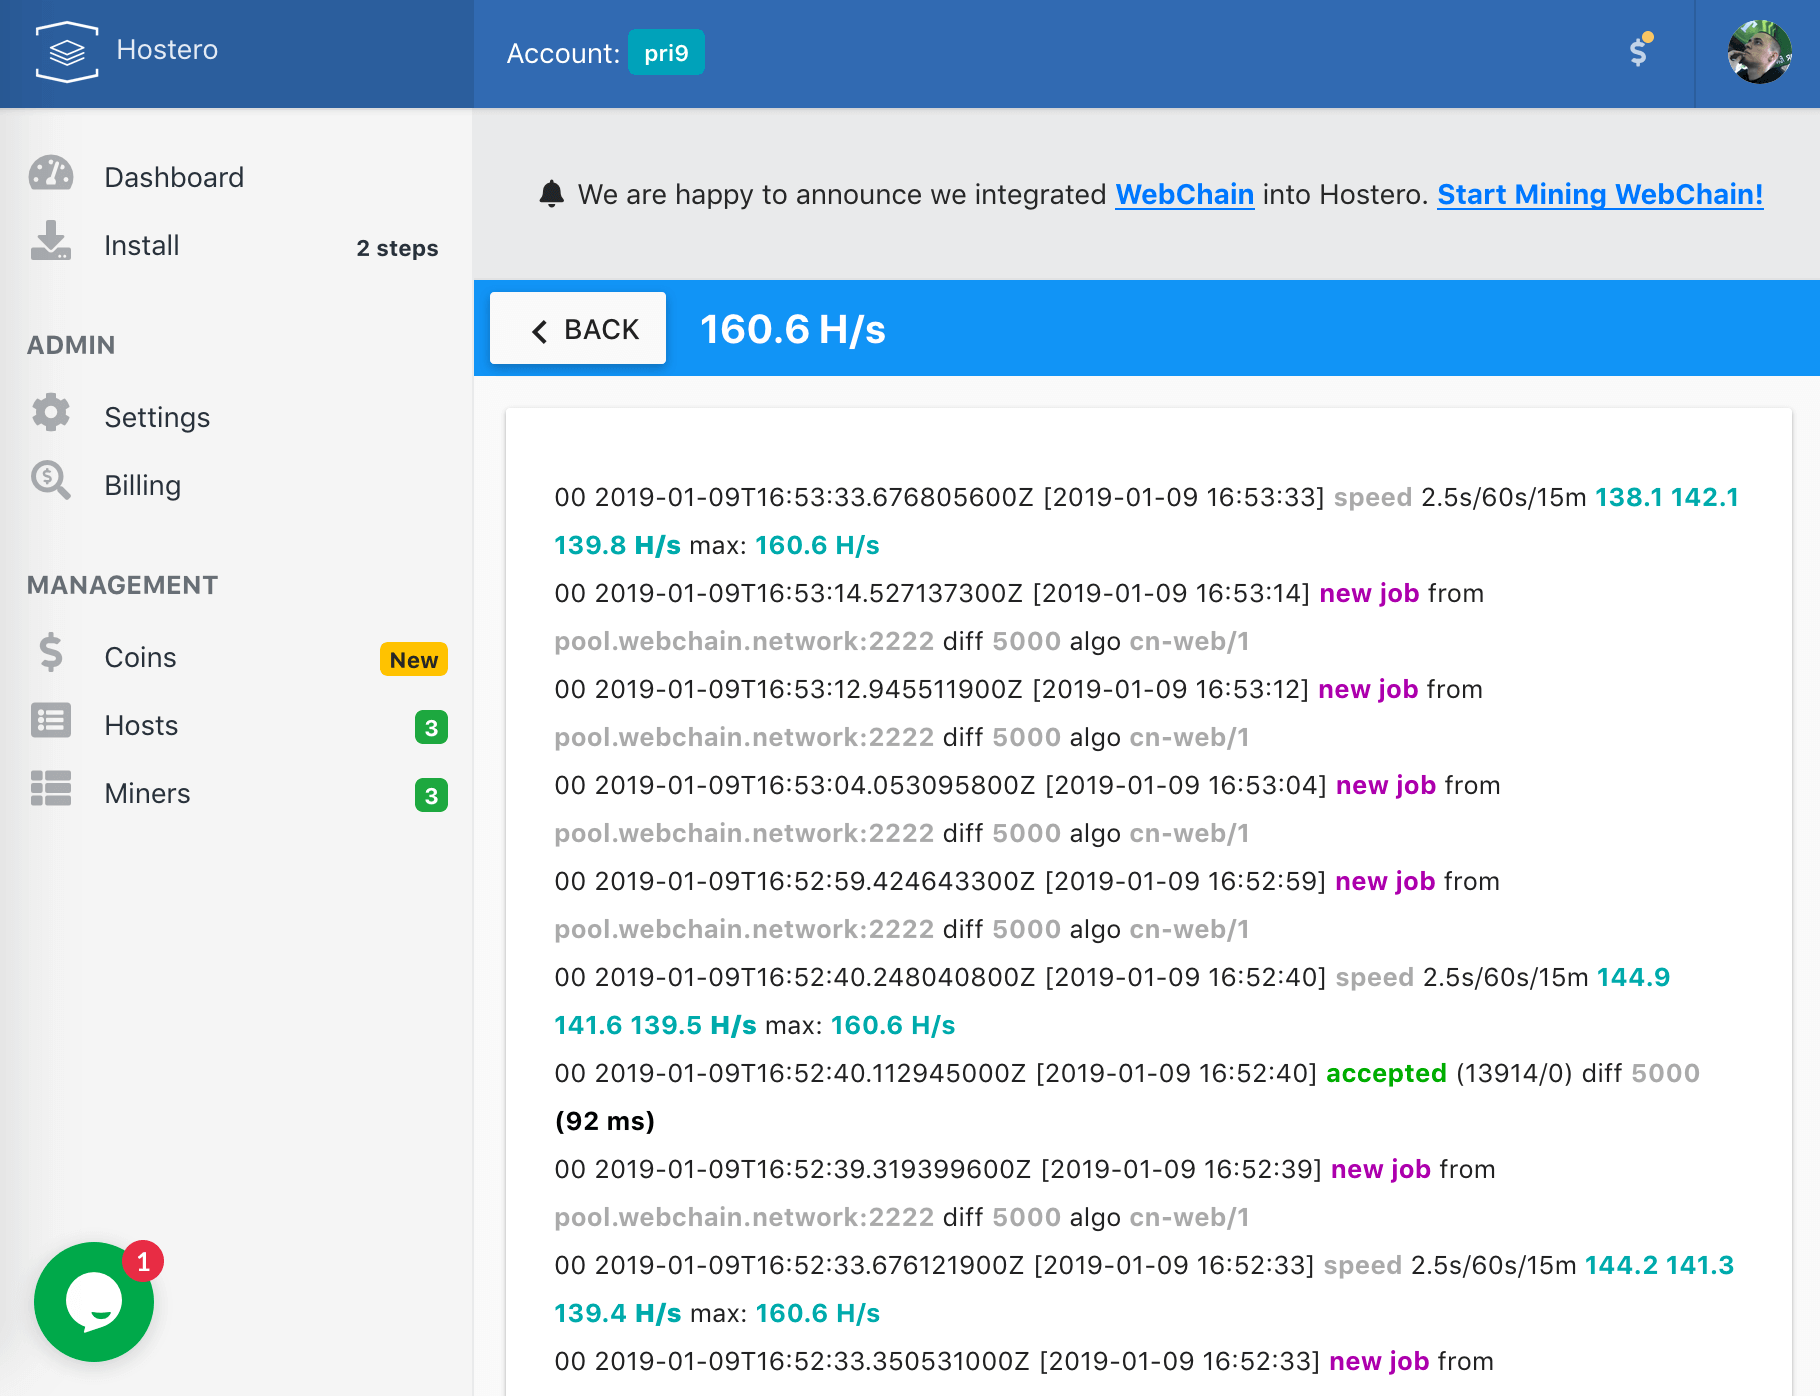 Hostero
Account: pri9
Dashboard
Install 2 steps
ADMIN
Settings
Billing
MANAGEMENT
Coins New
Hosts 3
Miners 3
1
We are happy to announce we integrated WebChain into Hostero. Start Mining WebChain!
BACK 160.6 H/s
00 2019-01-09T16:53:33.676805600Z [2019-01-09 16:53:33] speed 2.5s/60s/15m 138.1 142.1
139.8 H/s max: 160.6 H/s
00 2019-01-09T16:53:14.527137300Z [2019-01-09 16:53:14] new job from
pool.webchain.network:2222 diff 5000 algo cn-web/1
00 2019-01-09T16:53:12.945511900Z [2019-01-09 16:53:12] new job from
pool.webchain.network:2222 diff 5000 algo cn-web/1
00 2019-01-09T16:53:04.053095800Z [2019-01-09 16:53:04] new job from
pool.webchain.network:2222 diff 5000 algo cn-web/1
00 2019-01-09T16:52:59.424643300Z [2019-01-09 16:52:59] new job from
pool.webchain.network:2222 diff 5000 algo cn-web/1
00 2019-01-09T16:52:40.248040800Z [2019-01-09 16:52:40] speed 2.5s/60s/15m 144.9
141.6 139.5 H/s max: 160.6 H/s
00 2019-01-09T16:52:40.112945000Z [2019-01-09 16:52:40] accepted (13914/0) diff 5000
(92 ms)
00 2019-01-09T16:52:39.319399600Z [2019-01-09 16:52:39] new job from
pool.webchain.network:2222 diff 5000 algo cn-web/1
00 2019-01-09T16:52:33.676121900Z [2019-01-09 16:52:33] speed 2.5s/60s/15m 144.2 141.3
139.4 H/s max: 160.6 H/s
00 2019-01-09T16:52:33.350531000Z [2019-01-09 16:52:33] new job from